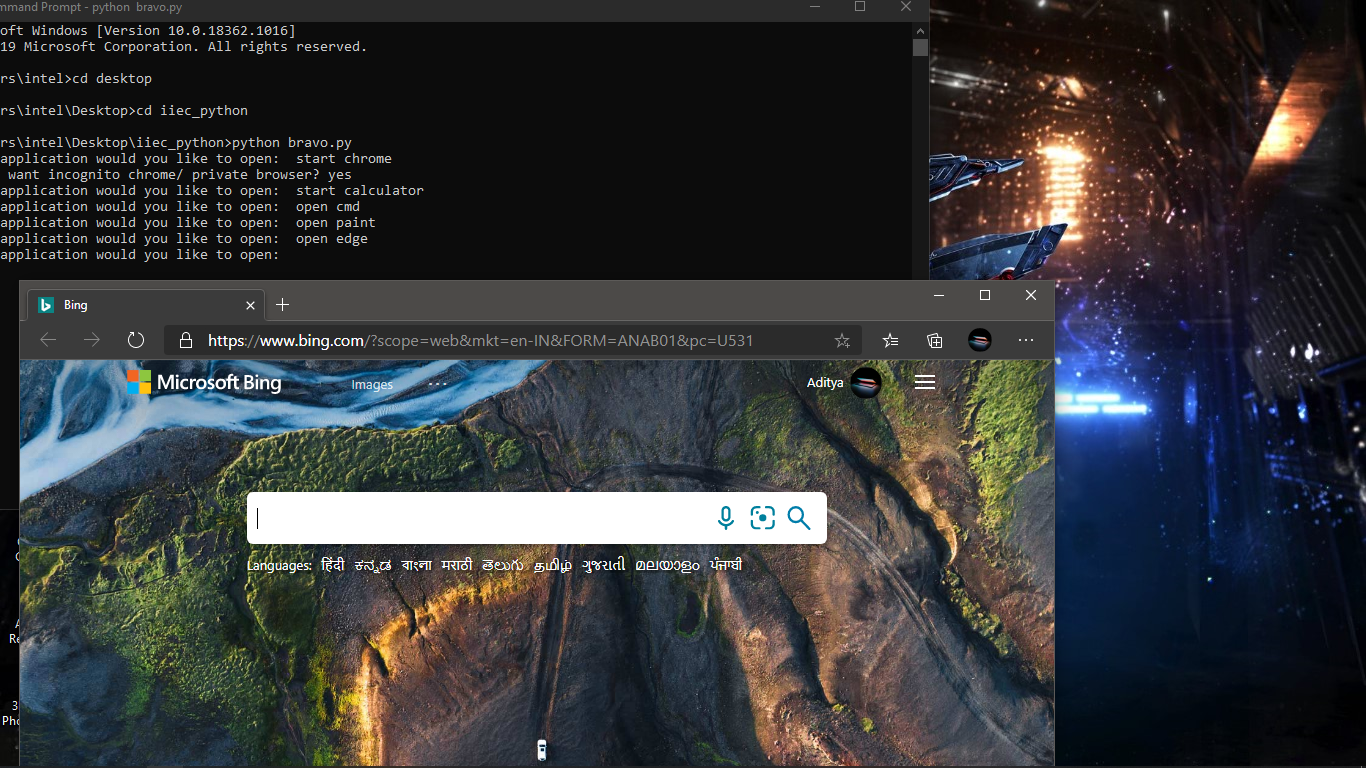 mmand Prompt - python  bravo.py
oft Windows [Version 10.0.18362.1016]
19 Microsoft Corporation. All rights reserved.
rs\intel>cd desktop
rs\intel\Desktop>cd iiec_python
rs\intel\Desktop\iiec_python>python bravo.py
application would you like to open:  start chrome
want incognito chrome/ private browser? yes
application would you like to open:  start calculator
application would you like to open:  open cmd
application would you like to open:  open paint
application would you like to open:  open edge
application would you like to open:
Bing
https://www.bing.com/?scope=web&mkt=en-IN&FORM=ANAB01&pc=U531
Microsoft Bing Images ... Aditya
Languages: हिंदी ಕನ್ನಡ বাংলা मराठी తెలుగు தமிழ் ગુજરાતી മലയാളം ਪੰਜਾਬੀ
A
Re
3
Pho